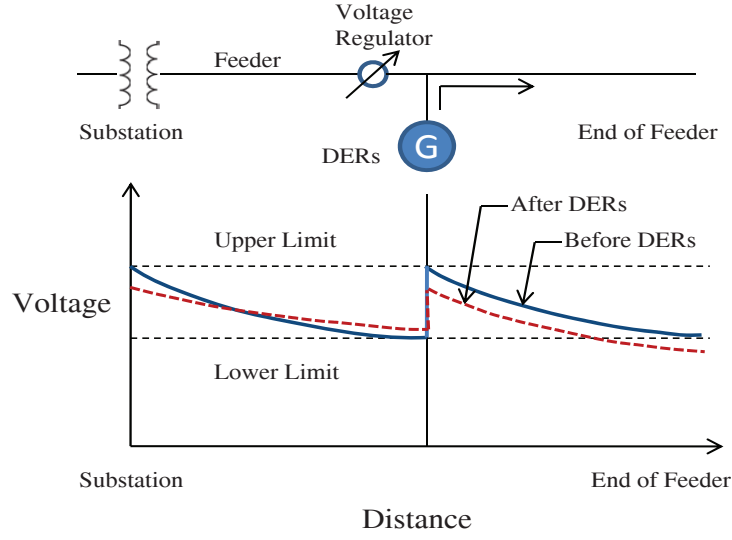 Voltage
Regulator
Feeder
Substation
DERs
G
End of Feeder
After DERs
Upper Limit
Before DERs
Voltage
Lower Limit
Substation
End of Feeder
Distance